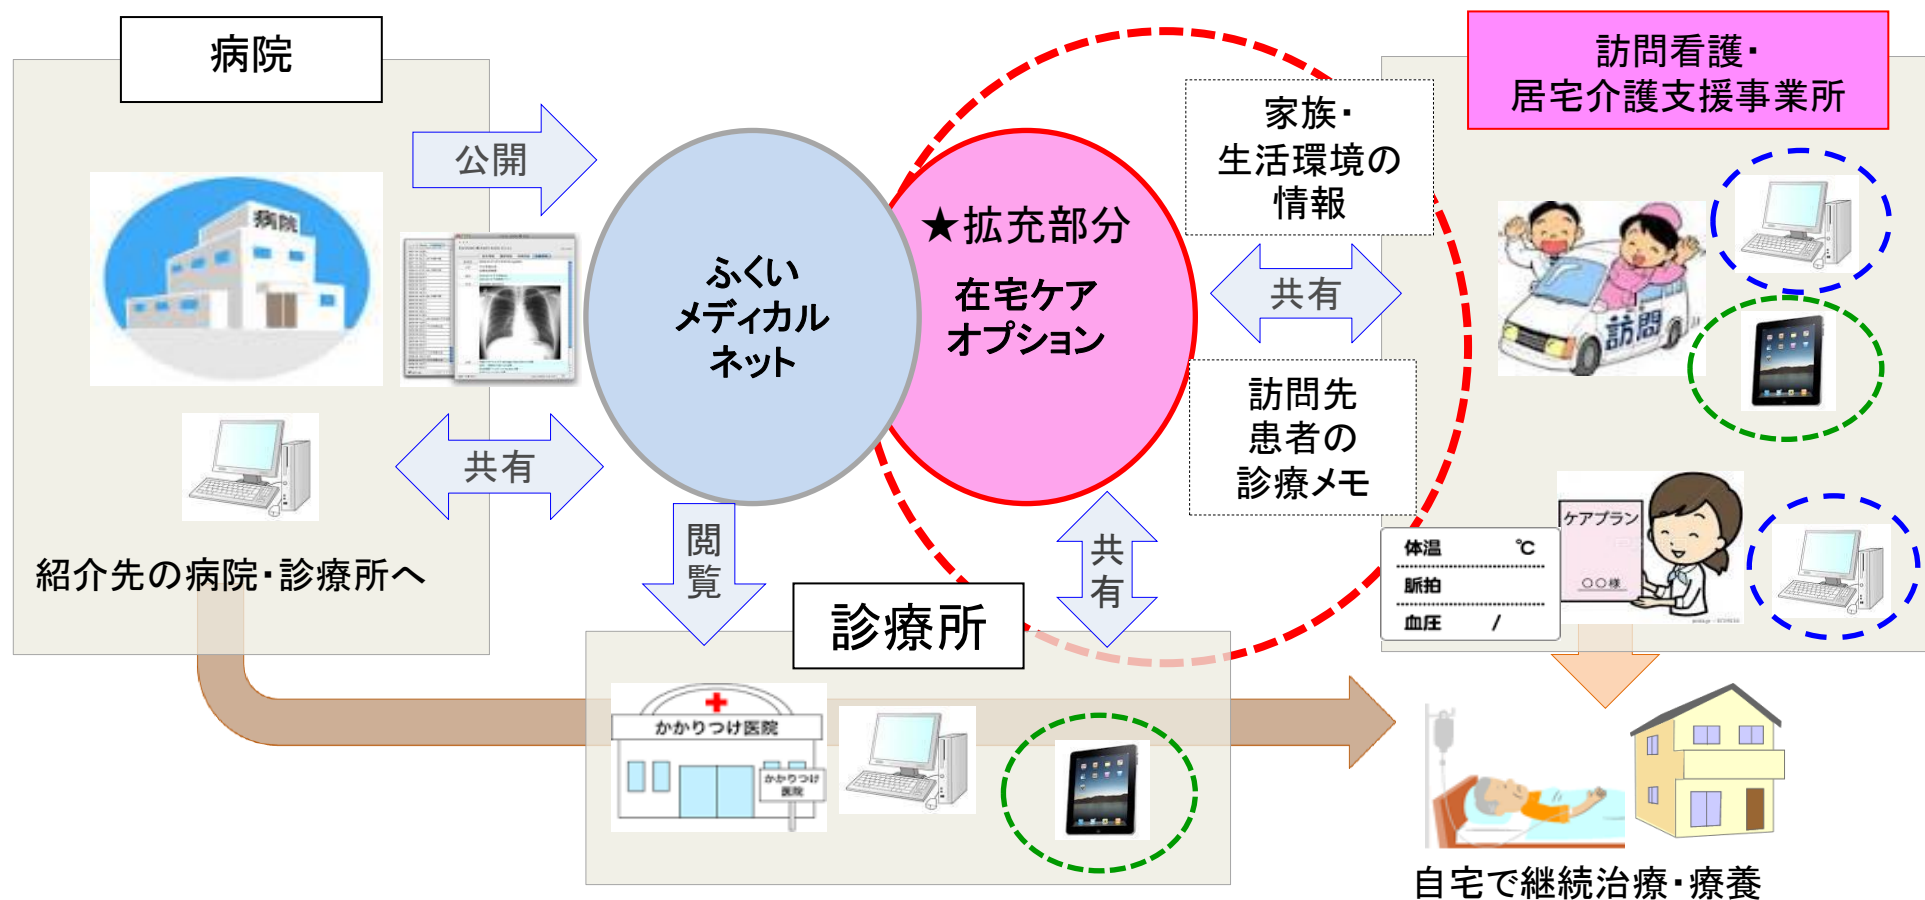 病院
訪問看護・
居宅介護支援事業所
公開
病院
家族・
生活環境の
情報
★拡充部分
在宅ケア
オプション
ふくい
メディカル
ネット
共有
訪問
訪問先
患者の
診療メモ
共有
紹介先の病院・診療所へ
閲覧
共有
ケアプラン
〇〇様
体温 ℃
脈拍
血圧 /
診療所
かかりつけ医院
かかりつけ
医院
自宅で継続治療・療養